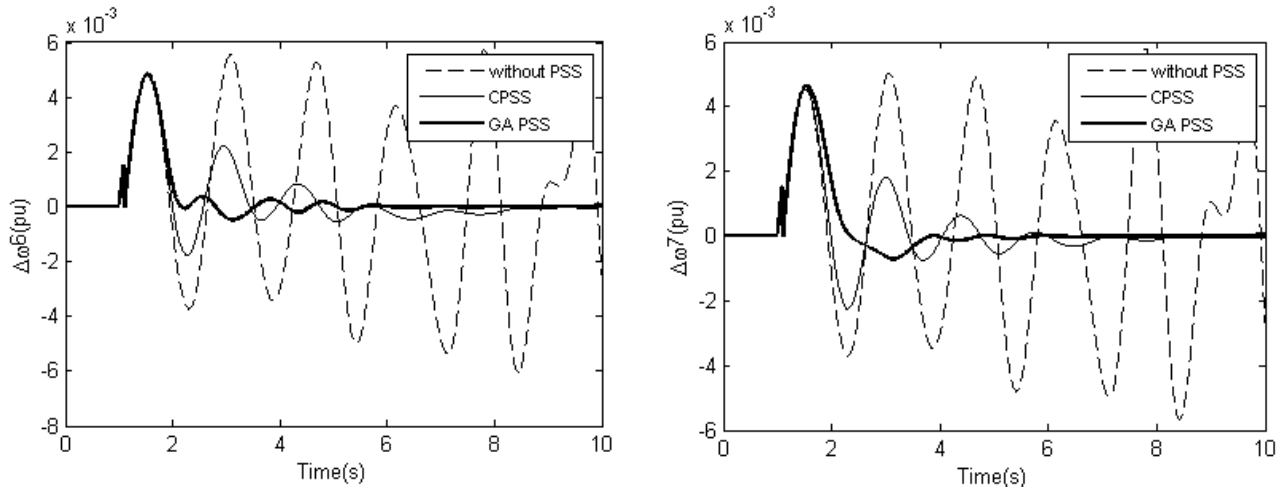 x 10⁻³
6
4
2
0
-2
-4
-6
-8
0 2 4 6 8 10
Δω6(pu)
Time(s)
without PSS
CPSS
GA PSS
x 10⁻³
6
4
2
0
-2
-4
-6
0 2 4 6 8 10
Δω7(pu)
Time(s)
without PSS
CPSS
GA PSS